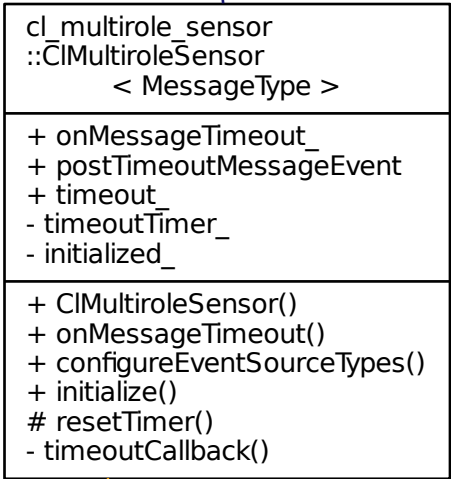 cl_multirole_sensor
::ClMultiroleSensor
< MessageType >
+ onMessageTimeout_
+ postTimeoutMessageEvent
+ timeout_
- timeoutTimer_
- initialized_
+ ClMultiroleSensor()
+ onMessageTimeout()
+ configureEventSourceTypes()
+ initialize()
# resetTimer()
- timeoutCallback()